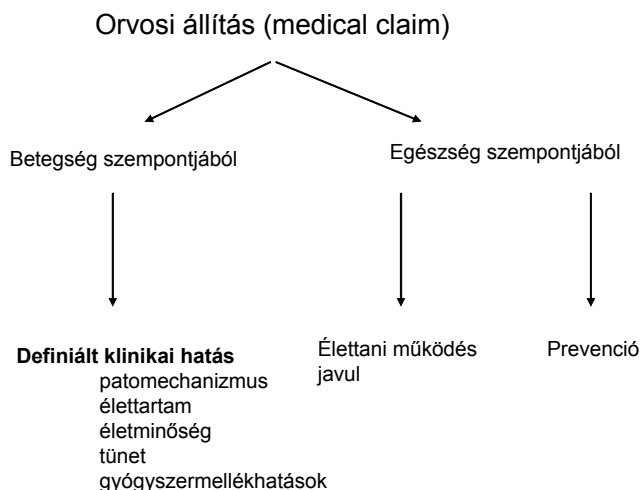 Orvosi állítás (medical claim)
Betegség szempontjából
Egészség szempontjából
Definiált klinikai hatás
patomechanizmus
élettartam
életminőség
tünet
gyógyszermellékhatások
Élettani működés
javul
Prevenció